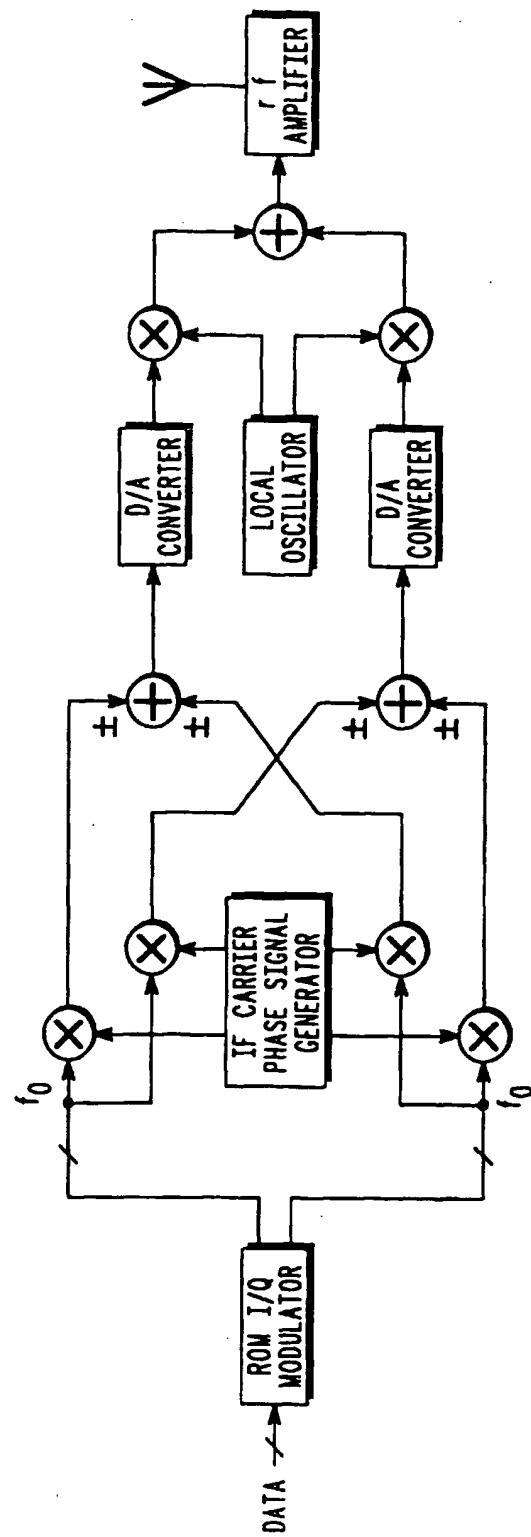 DATA
ROM I/Q
MODULATOR
f0
f0
IF CARRIER
PHASE SIGNAL
GENERATOR
±
±
±
±
D/A
CONVERTER
LOCAL
OSCILLATOR
D/A
CONVERTER
r f
AMPLIFIER